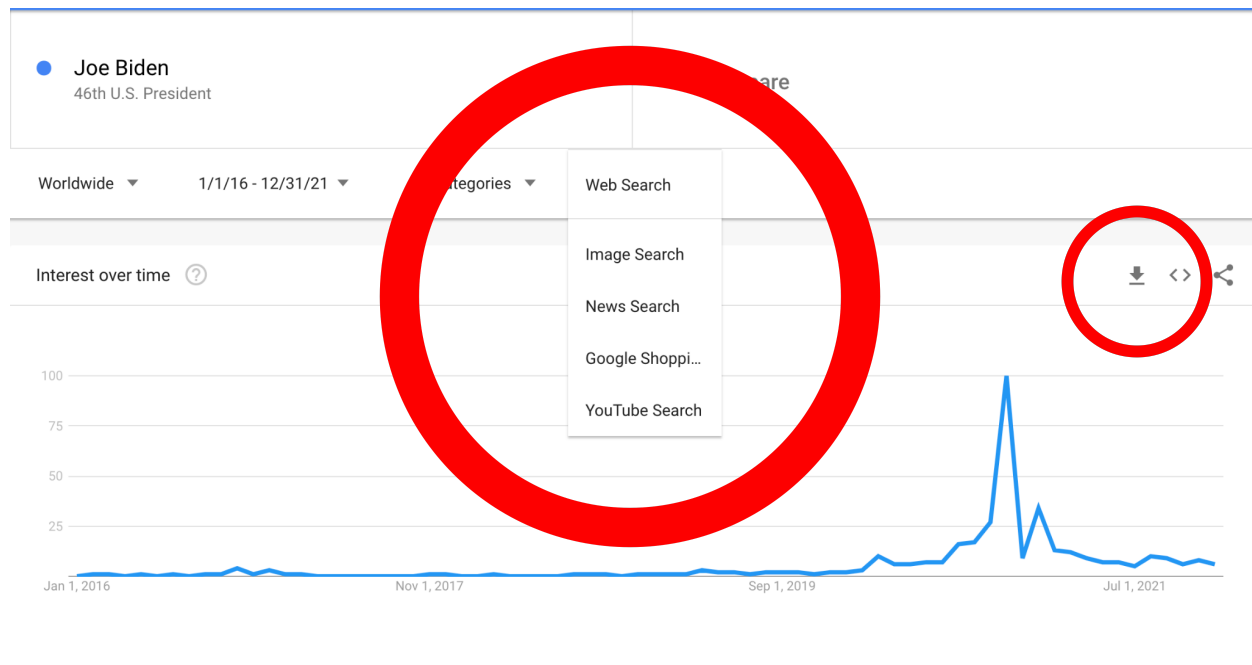 Joe Biden
46th U.S. President
Worldwide
1/1/16 - 12/31/21
Web Search
Image Search
News Search
Google Shoppi...
YouTube Search
Interest over time
?
100
75
50
25
Jan 1, 2016
Nov 1, 2017
Sep 1, 2019
Jul 1, 2021